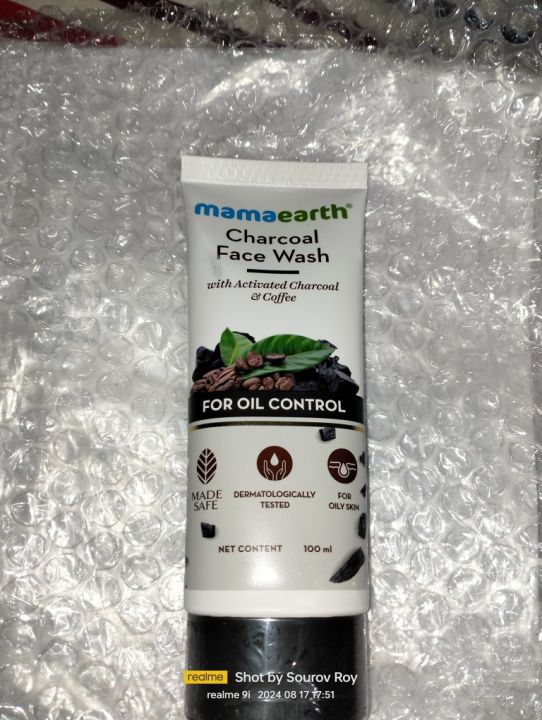 mamaearth®
Charcoal
Face Wash
with Activated Charcoal
& Coffee
FOR OIL CONTROL
MADE
SAFE
DERMATOLOGICALLY
TESTED
FOR
OILY SKIN
NET CONTENT 100 ml
realme Shot by Sourov Roy
realme 9i 2024 08 17,17:51